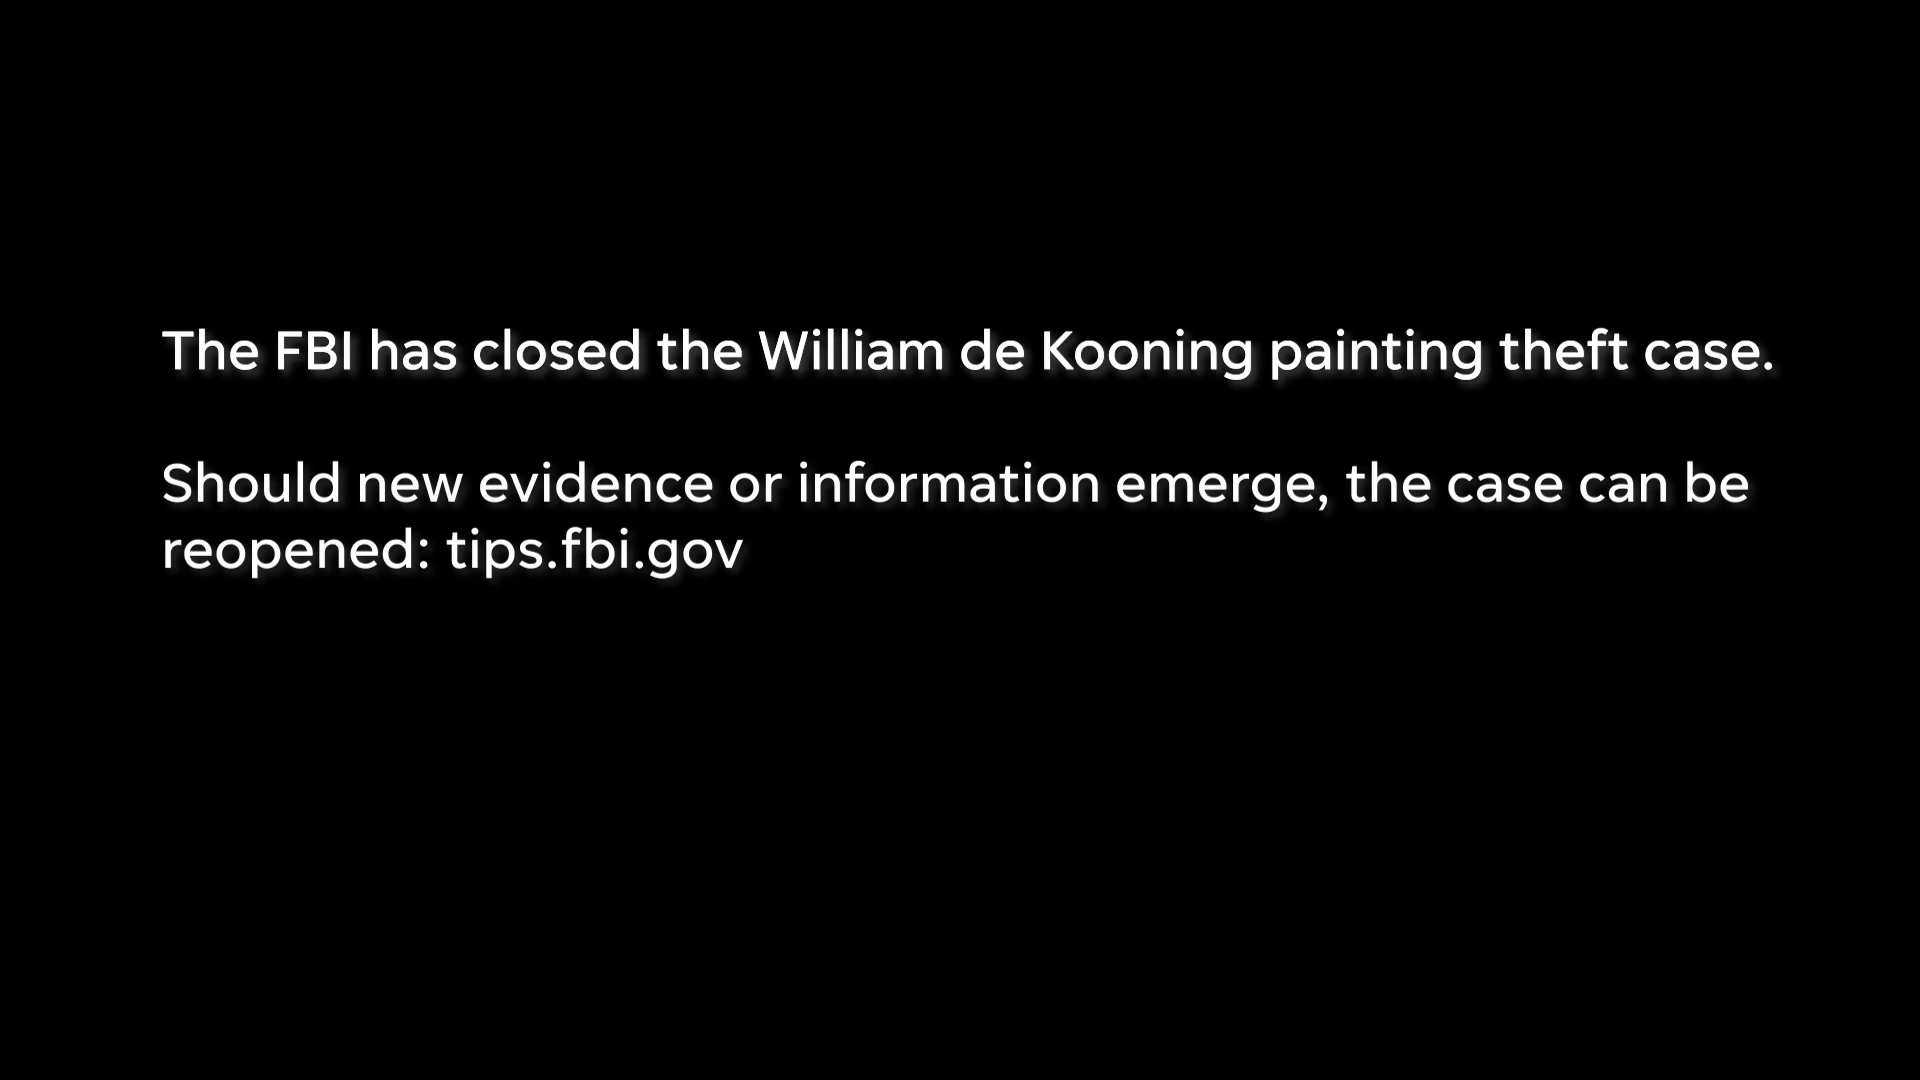 The FBI has closed the William de Kooning painting theft case.
Should new evidence or information emerge, the case can be
reopened: tips.fbi.gov